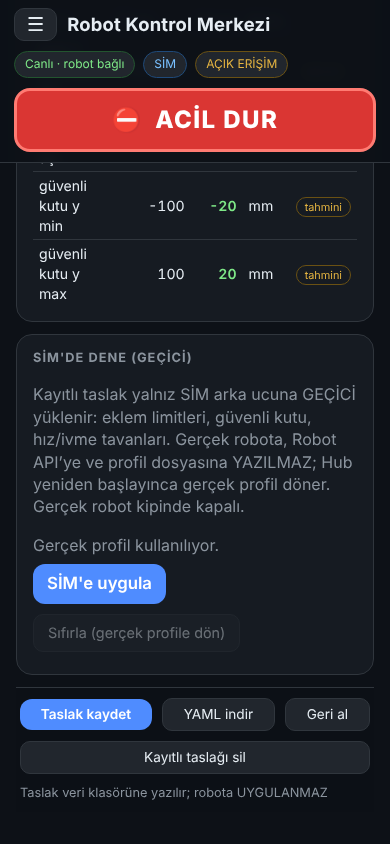 ☰ Robot Kontrol Merkezi
Canlı · robot bağlı SİM AÇIK ERİŞİM
⛔ ACİL DUR
güvenli
kutu y -100 -20 mm tahmini
min
güvenli
kutu y 100 20 mm tahmini
max
SİM'DE DENE (GEÇİCİ)
Kayıtlı taslak yalnız SİM arka ucuna GEÇİCİ
yüklenir: eklem limitleri, güvenli kutu,
hız/ivme tavanları. Gerçek robota, Robot
API’ye ve profil dosyasına YAZILMAZ; Hub
yeniden başlayınca gerçek profil döner.
Gerçek robot kipinde kapalı.
Gerçek profil kullanılıyor.
SİM'e uygula
Sıfırla (gerçek profile dön)
Taslak kaydet YAML indir Geri al
Kayıtlı taslağı sil
Taslak veri klasörüne yazılır; robota UYGULANMAZ